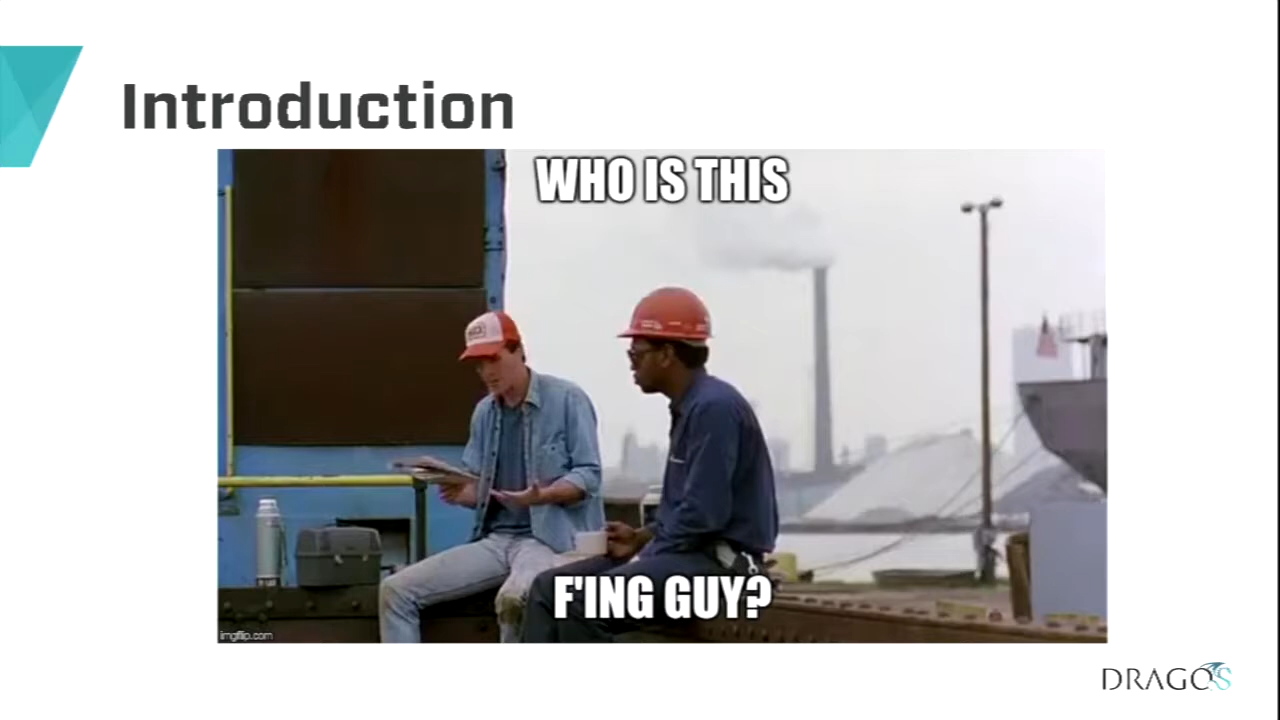 Introduction
WHO IS THIS
F'ING GUY?
imgflip.com
DRAGOS